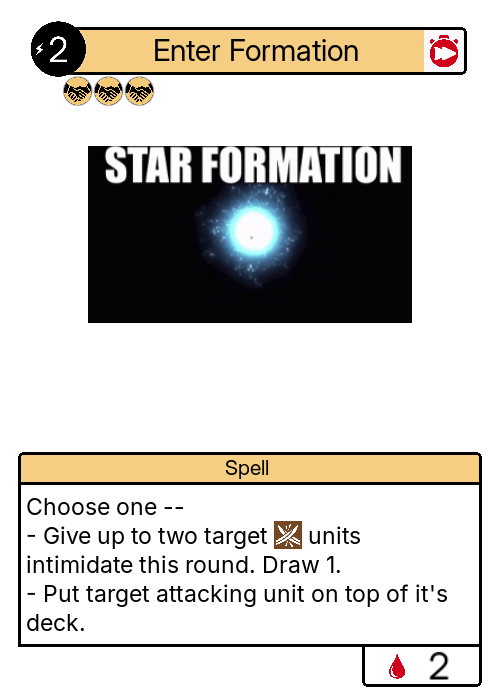 2
Enter Formation
STAR FORMATION
Spell
Choose one --
- Give up to two target units
intimidate this round. Draw 1.
- Put target attacking unit on top of it's
deck.
2